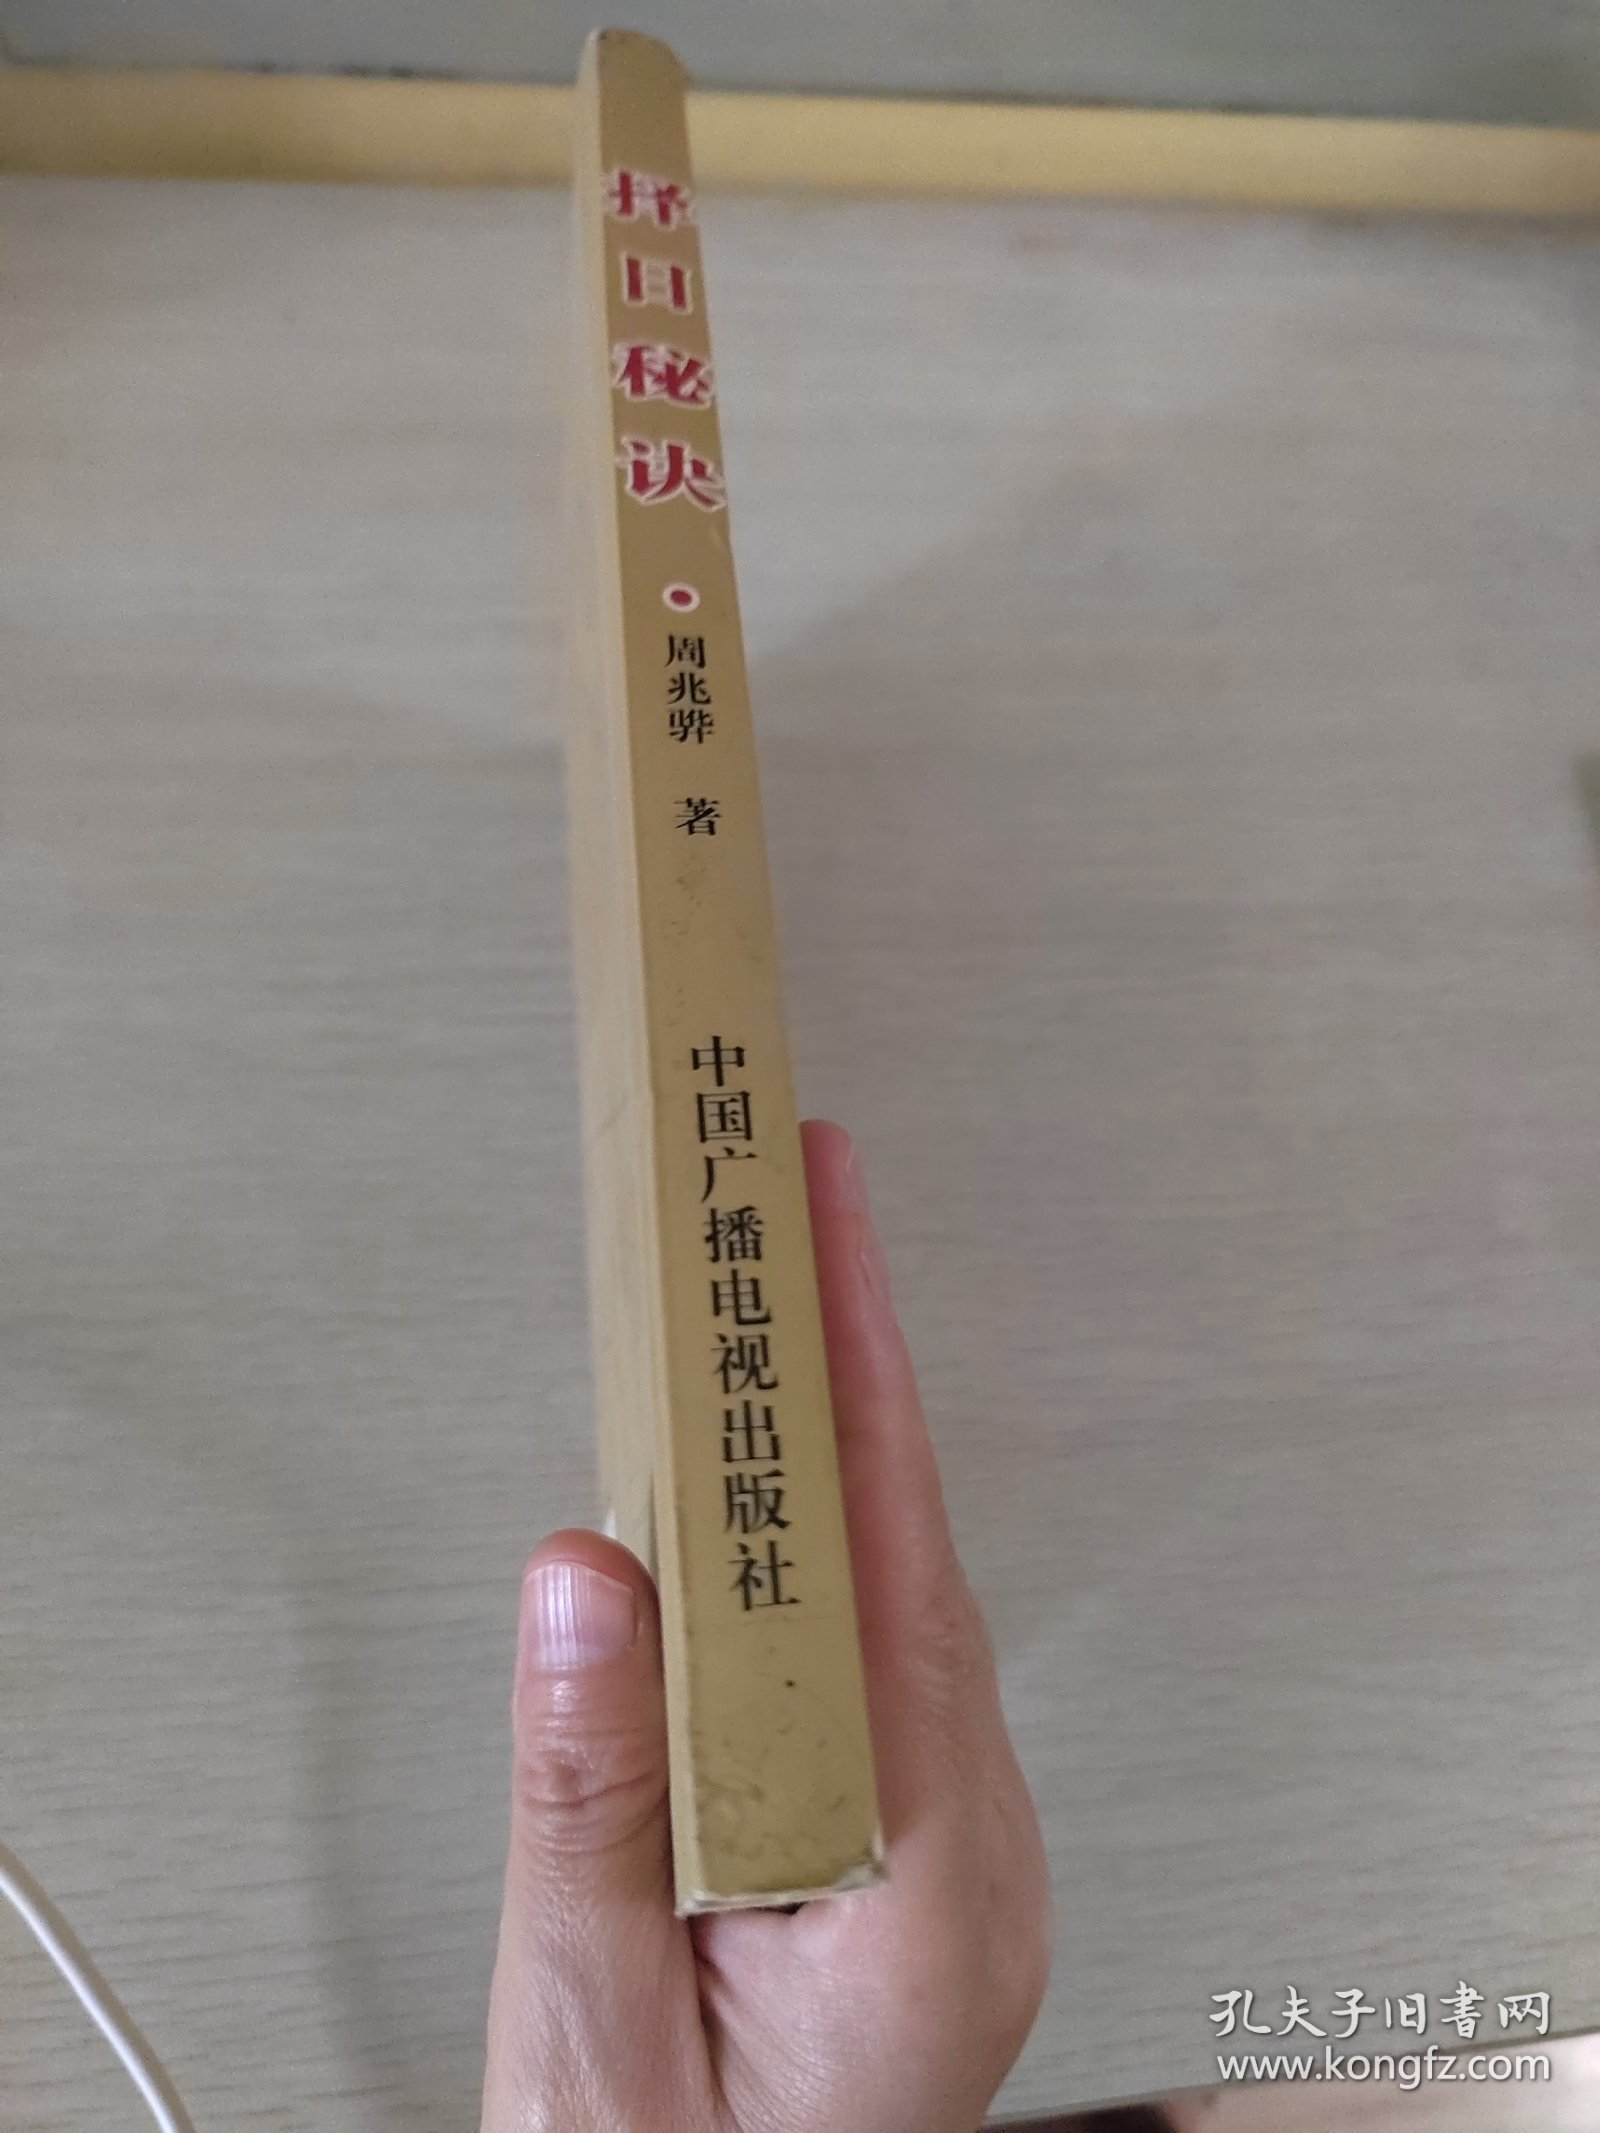 择日秘诀
周兆骅 著
中国广播电视出版社
孔夫子旧书网
www.kongfz.com